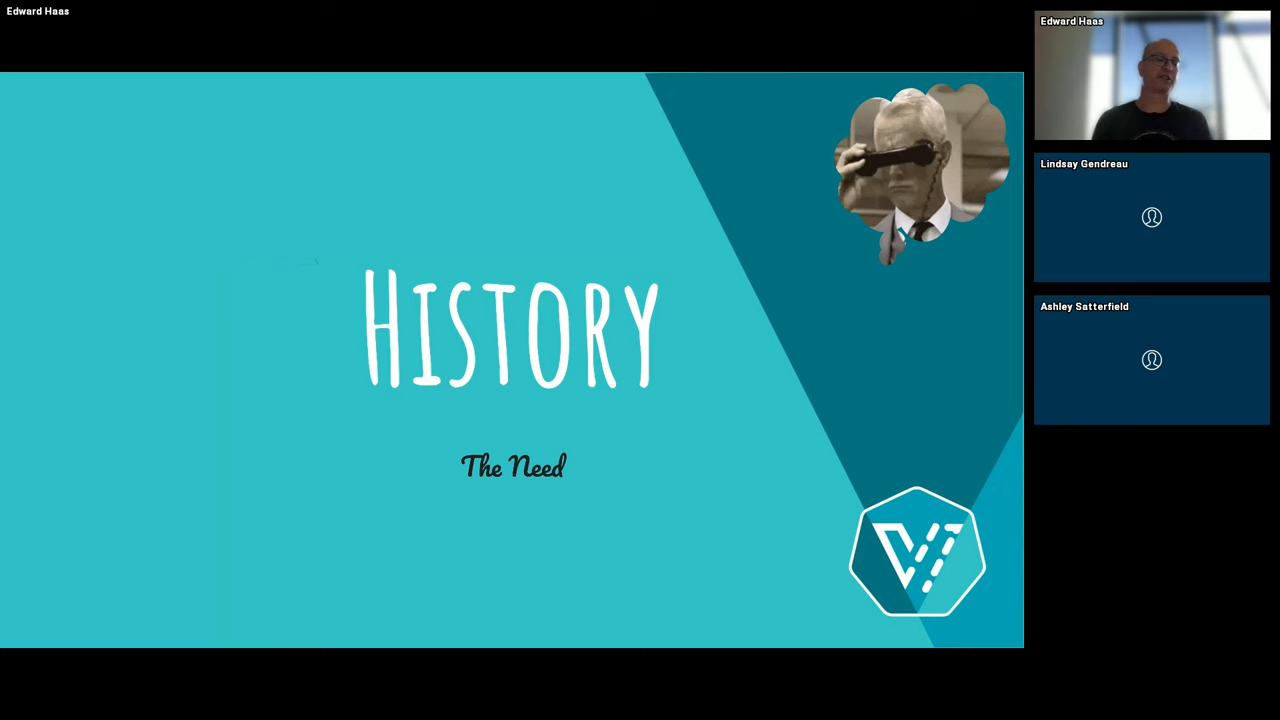 Edward Haas
HISTORY
The Need
Edward Haas
Lindsay Gendreau
Ashley Satterfield